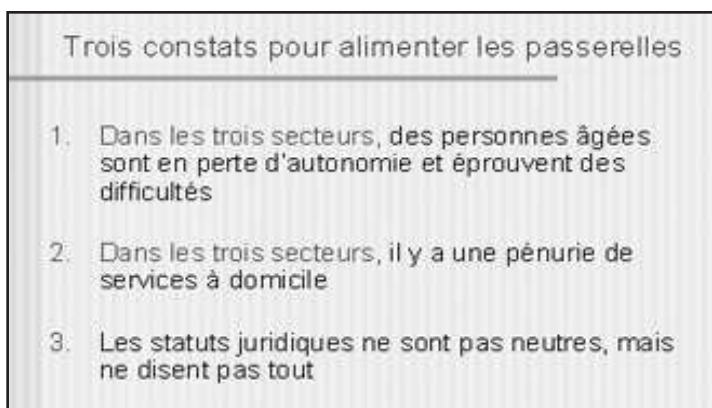 Trois constats pour alimenter les passerelles
1. Dans les trois secteurs, des personnes âgées
sont en perte d'autonomie et éprouvent des
difficultés
2. Dans les trois secteurs, il y a une pénurie de
services à domicile
3. Les statuts juridiques ne sont pas neutres, mais
ne disent pas tout